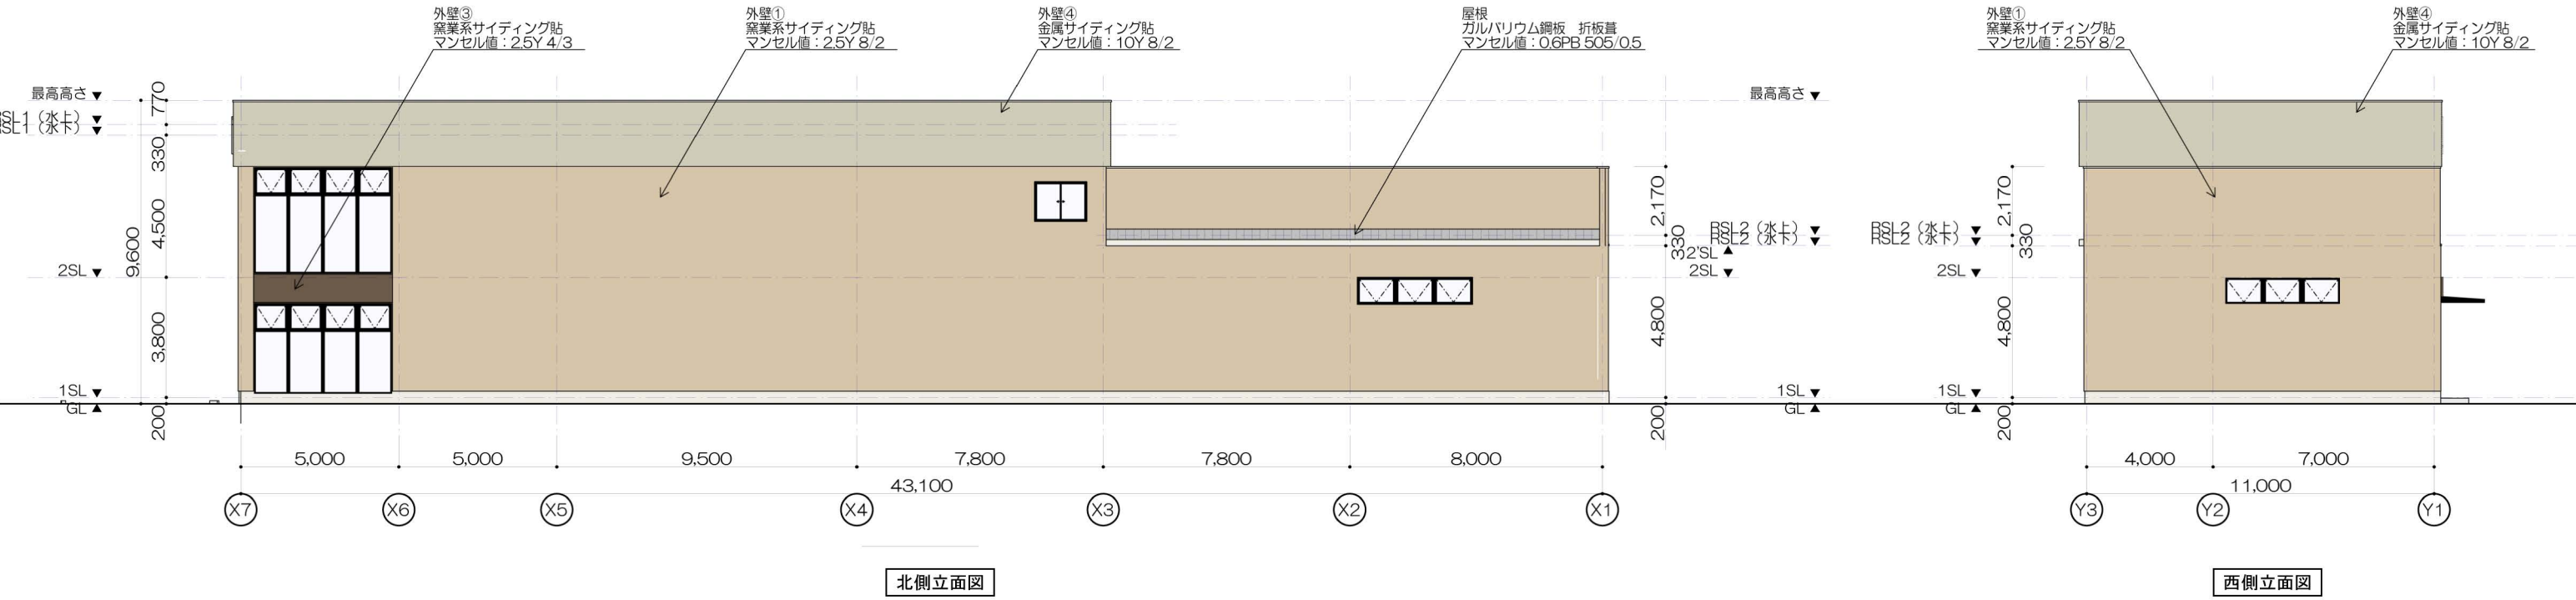 外壁③
窯業系サイディング貼
マンセル値：2.5Y 4/3
外壁①
窯業系サイディング貼
マンセル値：2.5Y 8/2
外壁④
金属サイディング貼
マンセル値：10Y 8/2
屋根
ガルバリウム鋼板　折板葺
マンセル値：0.6PB 505/0.5
外壁①
窯業系サイディング貼
マンセル値：2.5Y 8/2
外壁④
金属サイディング貼
マンセル値：10Y 8/2
最高高さ▼
SL1（水上）▼
SL1（水下）▼
2SL▼
1SL▼
GL▲
9,600
770
330
4,500
3,800
200
2,170
330
4,800
200
RSL2（水上）▼
RSL2（水下）▼
2'SL▲
2SL▼
最高高さ▼
1SL▼
GL▲
RSL2（水上）▼
RSL2（水下）▼
2SL▼
1SL▼
GL▲
2,170
330
4,800
200
5,000
5,000
9,500
7,800
7,800
8,000
43,100
X7
X6
X5
X4
X3
X2
X1
4,000
7,000
11,000
Y3
Y2
Y1
北側立面図
西側立面図